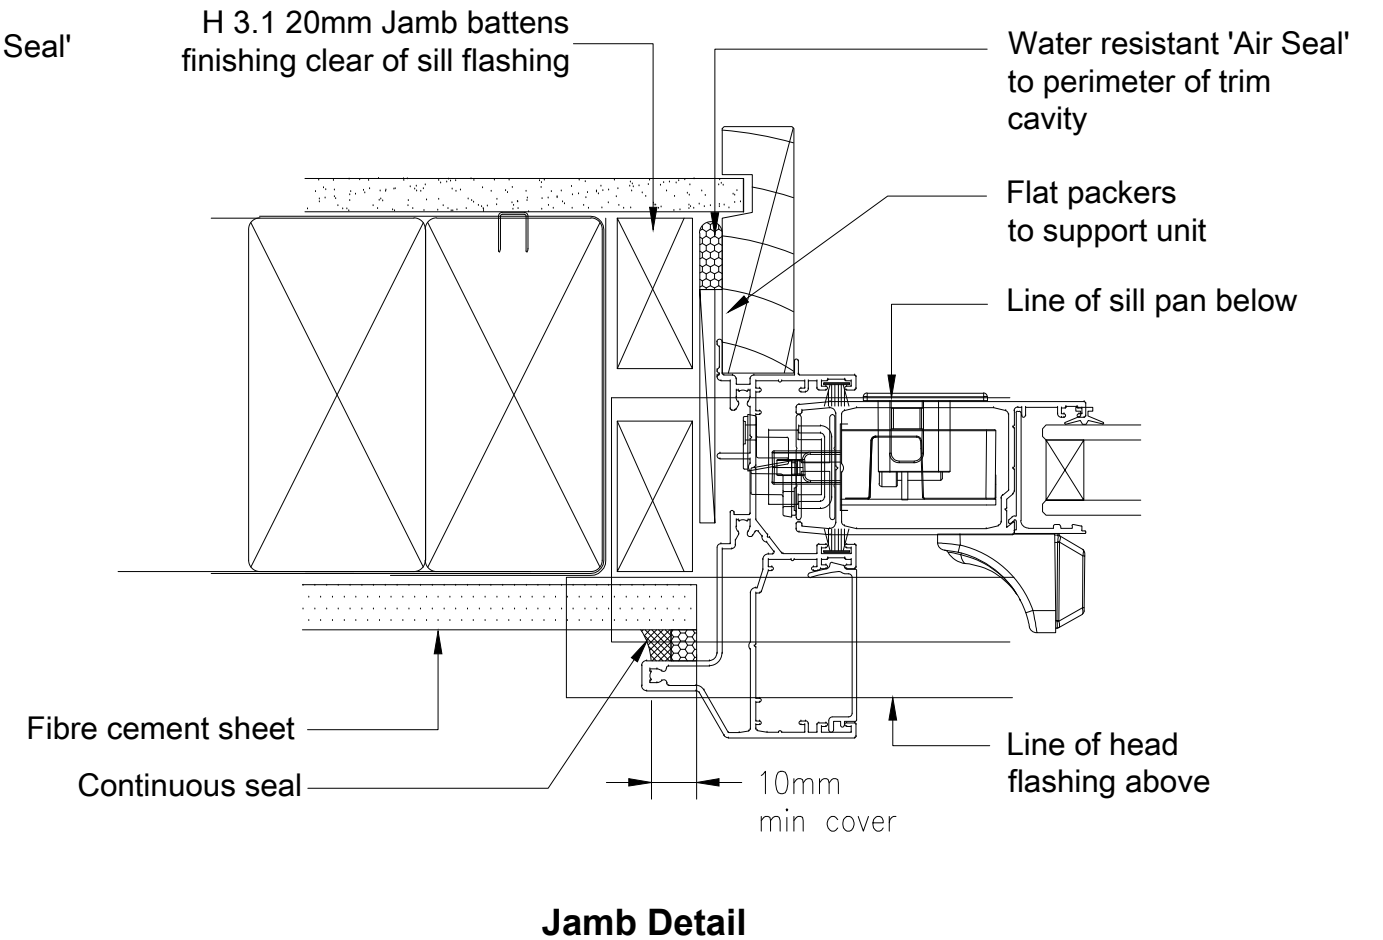 Seal'
H 3.1 20mm Jamb battens
finishing clear of sill flashing
Water resistant 'Air Seal'
to perimeter of trim
cavity
Flat packers
to support unit
Line of sill pan below
Fibre cement sheet
Continuous seal
Line of head
flashing above
10mm
min cover
Jamb Detail